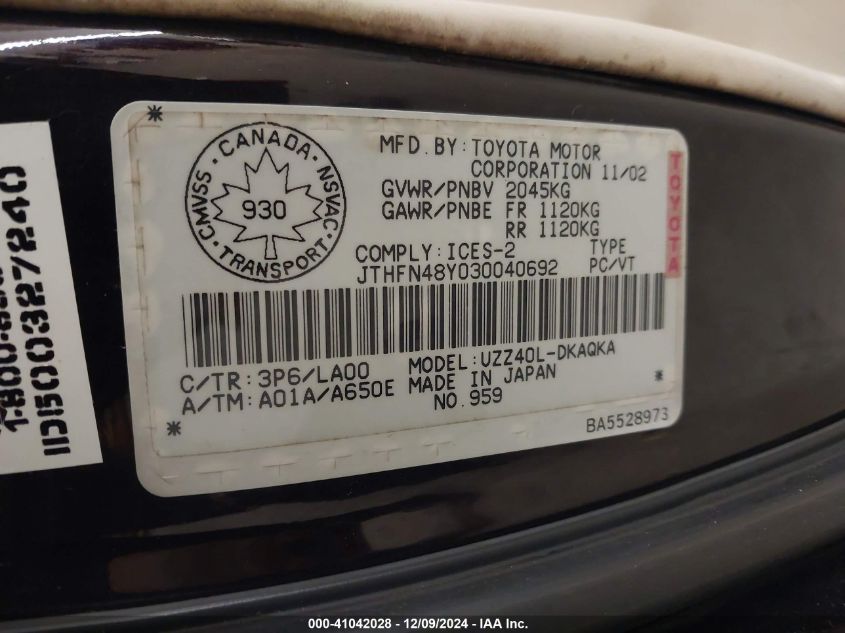 CANADA
CMVSS · NSVAC
930
TRANSPORT
MFD. BY: TOYOTA MOTOR
CORPORATION 11/02
GVWR/PNBV 2045KG
GAWR/PNBE FR 1120KG
RR 1120KG
COMPLY: ICES-2 TYPE
JTHFN48Y030040692 PC/VT
TOYOTA
C/TR: 3P6/LA00 MODEL: UZZ40L-DKAQKA
A/TM: A01A/A650E MADE IN JAPAN
NO. 959
BA5528973
000-41042028 - 12/09/2024 - IAA Inc.